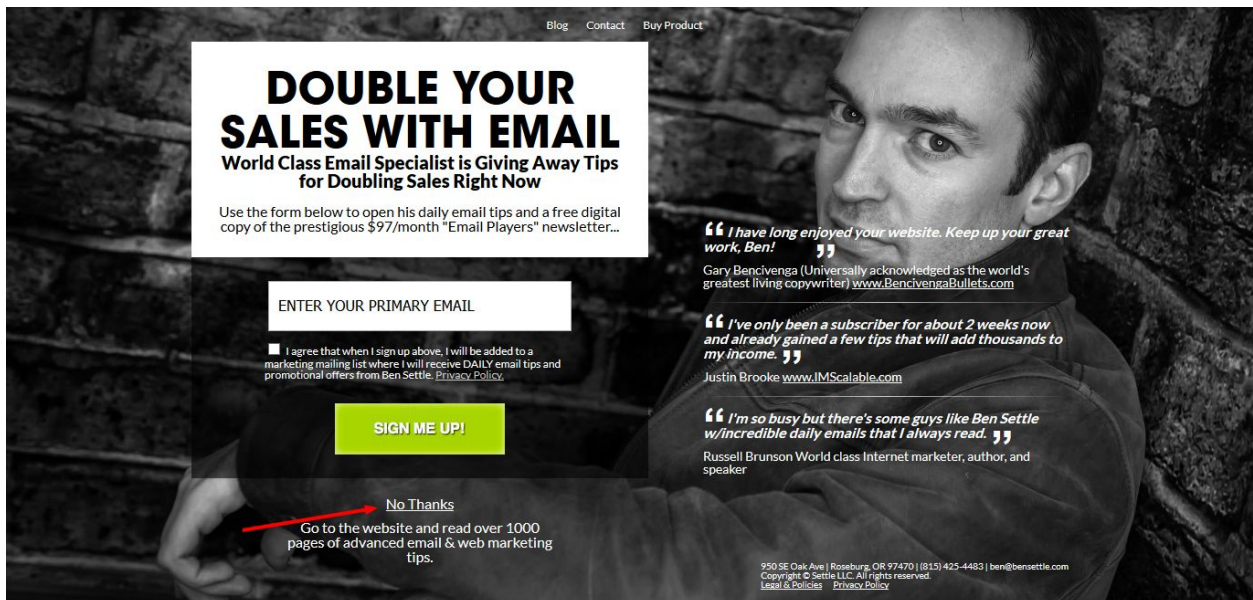 Blog Contact Buy Product
DOUBLE YOUR
SALES WITH EMAIL
World Class Email Specialist is Giving Away Tips
for Doubling Sales Right Now
Use the form below to open his daily email tips and a free digital
copy of the prestigious $97/month "Email Players" newsletter...
ENTER YOUR PRIMARY EMAIL
I agree that when I sign up above, I will be added to a
marketing mailing list where I will receive DAILY email tips and
promotional offers from Ben Settle. Privacy Policy.
SIGN ME UP!
No Thanks
Go to the website and read over 1000
pages of advanced email & web marketing
tips.
“ I have long enjoyed your website. Keep up your great
work, Ben! ”
Gary Bencivenga (Universally acknowledged as the world's
greatest living copywriter) www.BencivengaBullets.com
“ I've only been a subscriber for about 2 weeks now
and already gained a few tips that will add thousands to
my income. ”
Justin Brooke www.IMScalable.com
“ I'm so busy but there's some guys like Ben Settle
w/incredible daily emails that I always read. ”
Russell Brunson World class Internet marketer, author, and
speaker
950 SE Oak Ave | Roseburg, OR 97470 | (815) 425-4483 | ben@bensettle.com
Copyright © Settle LLC. All rights reserved.
Legal & Policies Privacy Policy